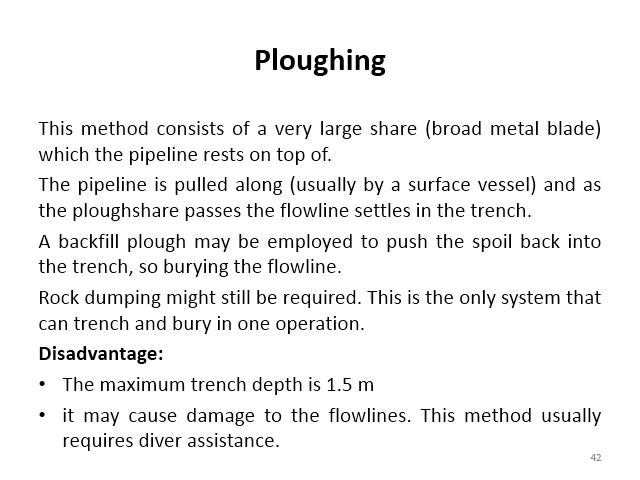 Ploughing
This method consists of a very large share (broad metal blade)
which the pipeline rests on top of.
The pipeline is pulled along (usually by a surface vessel) and as
the ploughshare passes the flowline settles in the trench.
A backfill plough may be employed to push the spoil back into
the trench, so burying the flowline.
Rock dumping might still be required. This is the only system that
can trench and bury in one operation.
Disadvantage:
• The maximum trench depth is 1.5 m
• it may cause damage to the flowlines. This method usually
requires diver assistance.
42